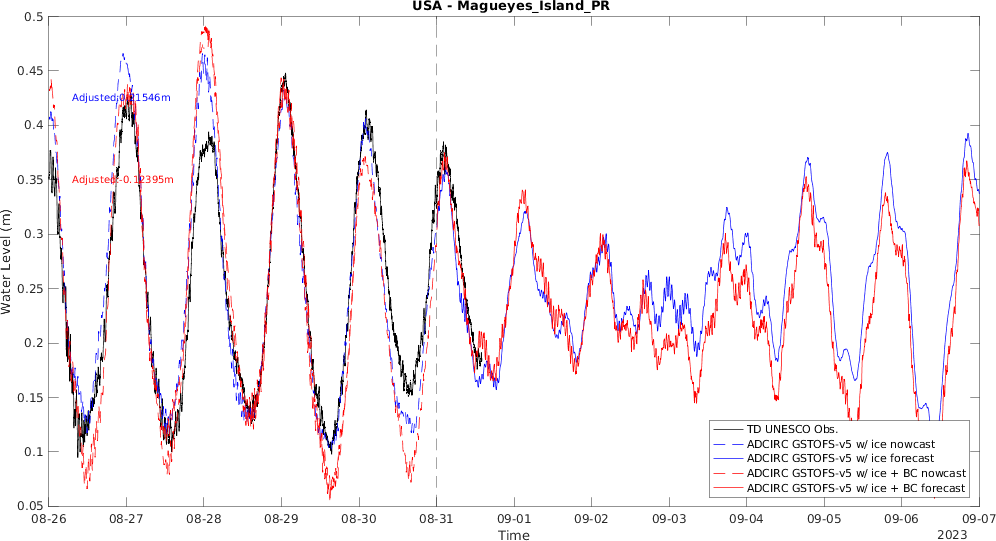 USA - Magueyes_Island_PR
0.5
0.45
0.4
0.35
0.3
0.25
0.2
0.15
0.1
0.05
Water Level (m)
Adjusted:0.21546m
Adjusted:-0.12395m
TD UNESCO Obs.
ADCIRC GSTOFS-v5 w/ ice nowcast
ADCIRC GSTOFS-v5 w/ ice forecast
ADCIRC GSTOFS-v5 w/ ice + BC nowcast
ADCIRC GSTOFS-v5 w/ ice + BC forecast
08-26 08-27 08-28 08-29 08-30 08-31 09-01 09-02 09-03 09-04 09-05 09-06 09-07
Time
2023